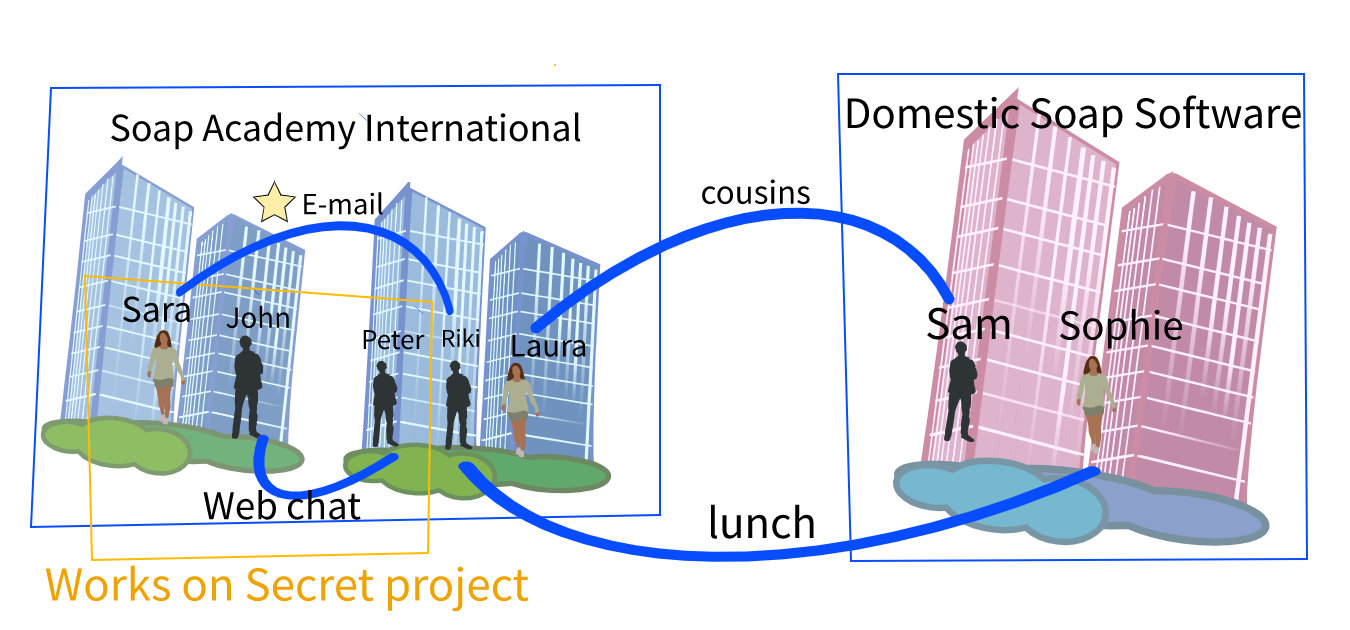 Soap Academy International
Domestic Soap Software
E-mail
cousins
Sara
John
Peter
Riki
Laura
Sam
Sophie
Web chat
lunch
Works on Secret project